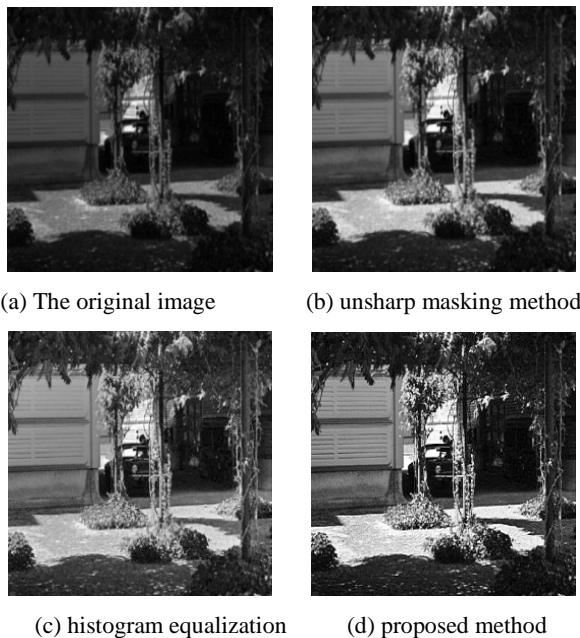 (a) The original image
(b) unsharp masking method
(c) histogram equalization
(d) proposed method